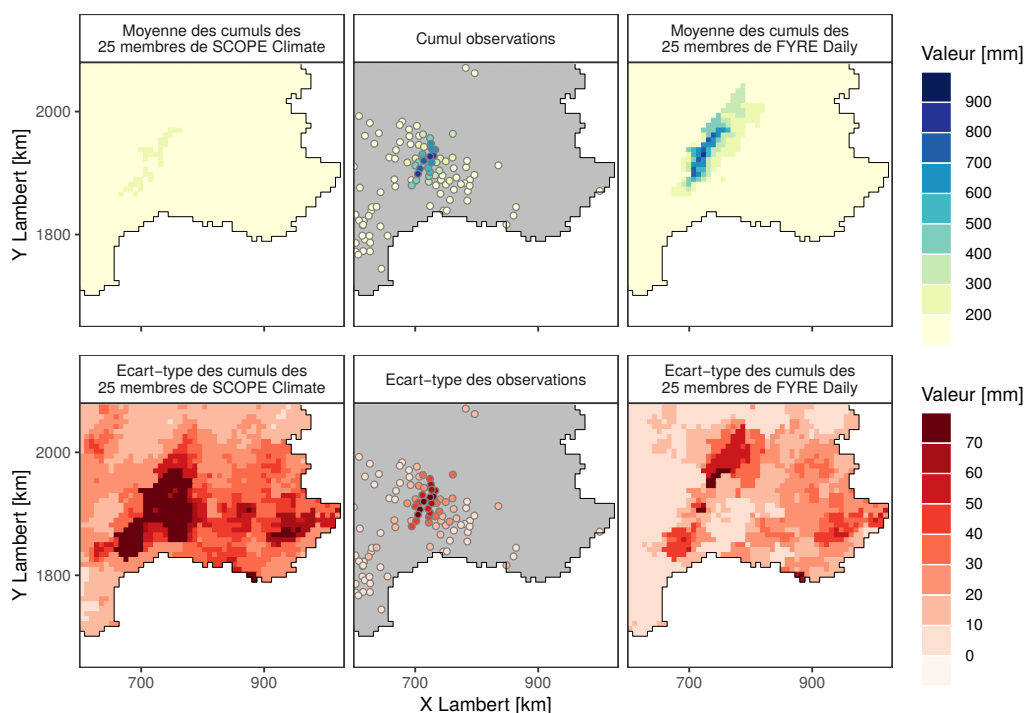 Moyenne des cumuls des
25 membres de SCOPE Climate
Cumul observations
Moyenne des cumuls des
25 membres de FYRE Daily
Valeur [mm]
900
800
700
600
500
400
300
200
Y Lambert [km]
2000
1800
Ecart−type des cumuls des
25 membres de SCOPE Climate
Ecart−type des observations
Ecart−type des cumuls des
25 membres de FYRE Daily
Valeur [mm]
70
60
50
40
30
20
10
0
Y Lambert [km]
2000
1800
700
900
700
900
700
900
X Lambert [km]